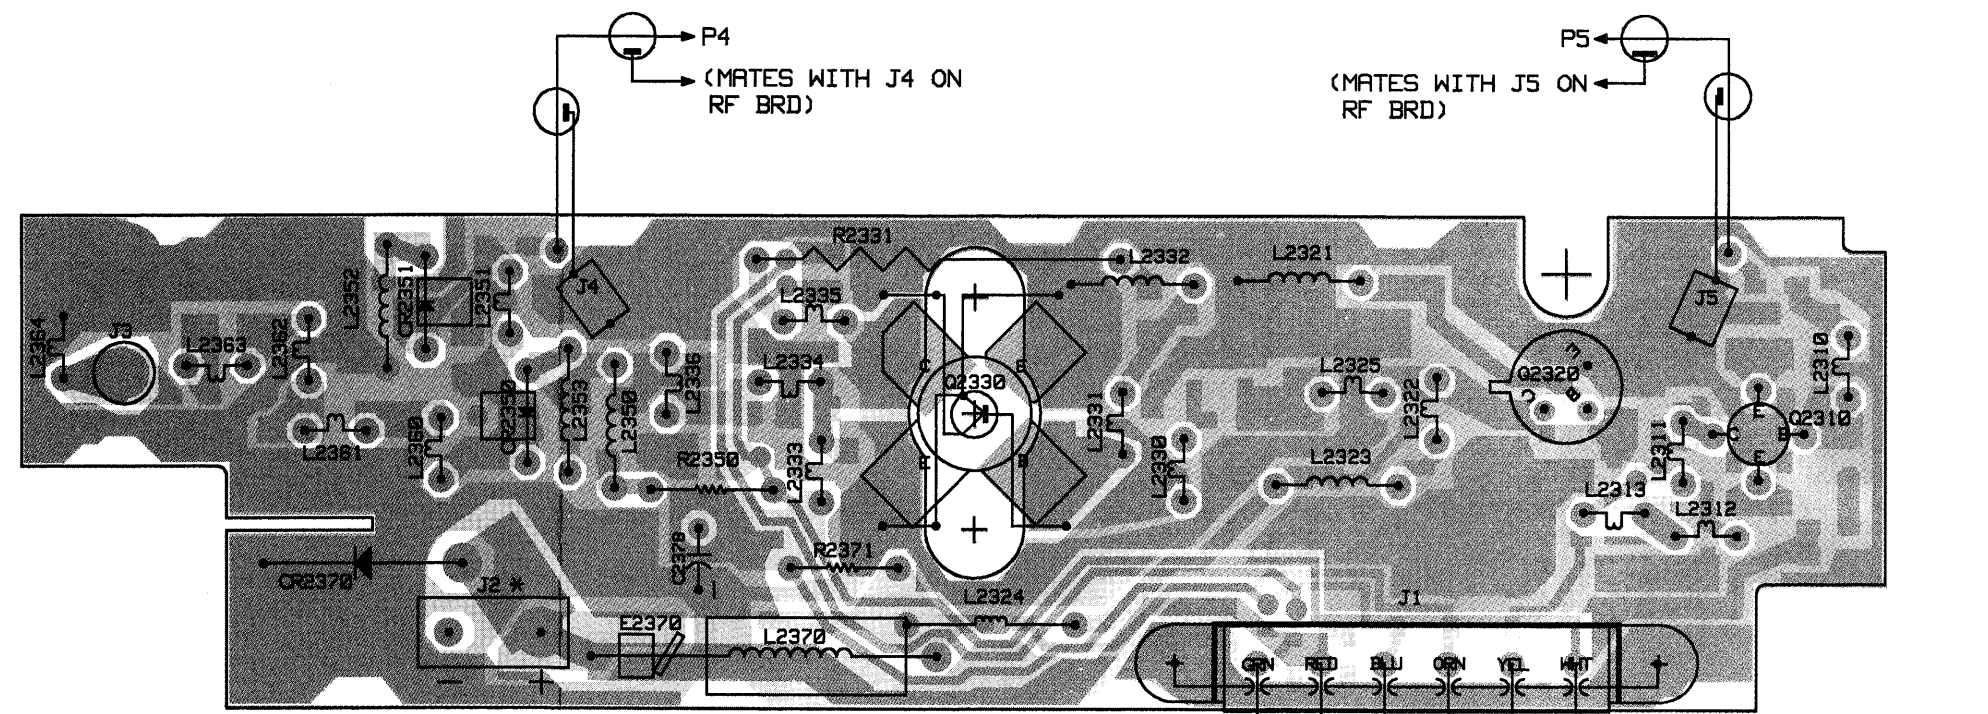 P4
(MATES WITH J4 ON
RF BRD)
P5
(MATES WITH J5 ON
RF BRD)
R2331
L2332
L2321
L2352
CR2351
L2351
J4
L2335
J5
L2364
J3
L2363
L2362
L2334
L2336
C
E
Q2330
L2325
Q2320
E
C
B
L2322
L2310
L2361
L2360
CR2350
L2353
L2350
R2350
L2333
E
B
L2331
L2330
L2323
L2311
E
C
B
E
Q2310
L2313
L2312
CR2370
J2 *
C2378
R2371
L2324
J1
E2370
L2370
GRN RED BLU ORN YEL WHT
- +